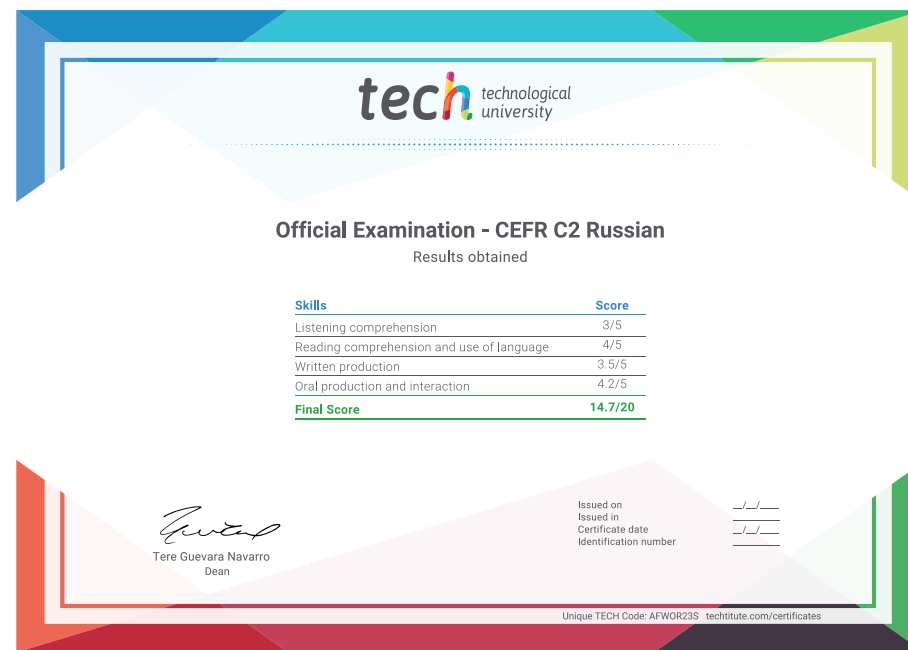 tech technological
university
Official Examination - CEFR C2 Russian
Results obtained
Skills Score
Listening comprehension 3/5
Reading comprehension and use of language 4/5
Written production 3.5/5
Oral production and interaction 4.2/5
Final Score 14.7/20
Tere Guevara Navarro
Dean
Issued on __/__/____
Issued in ________
Certificate date __/__/____
Identification number ________
Unique TECH Code: AFWOR23S techtitute.com/certificates